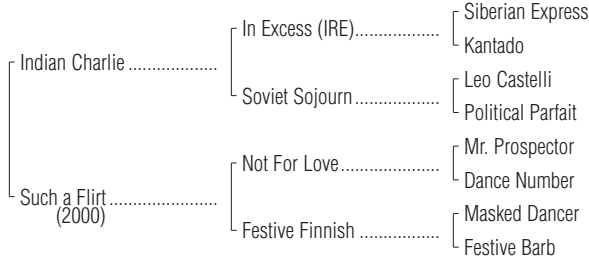 Siberian Express
In Excess (IRE)..................
Kantado
Indian Charlie ...................
Leo Castelli
Soviet Sojourn ..................
Political Parfait
Mr. Prospector
Not For Love.....................
Dance Number
Such a Flirt .......................
(2000)
Masked Dancer
Festive Finnish .................
Festive Barb